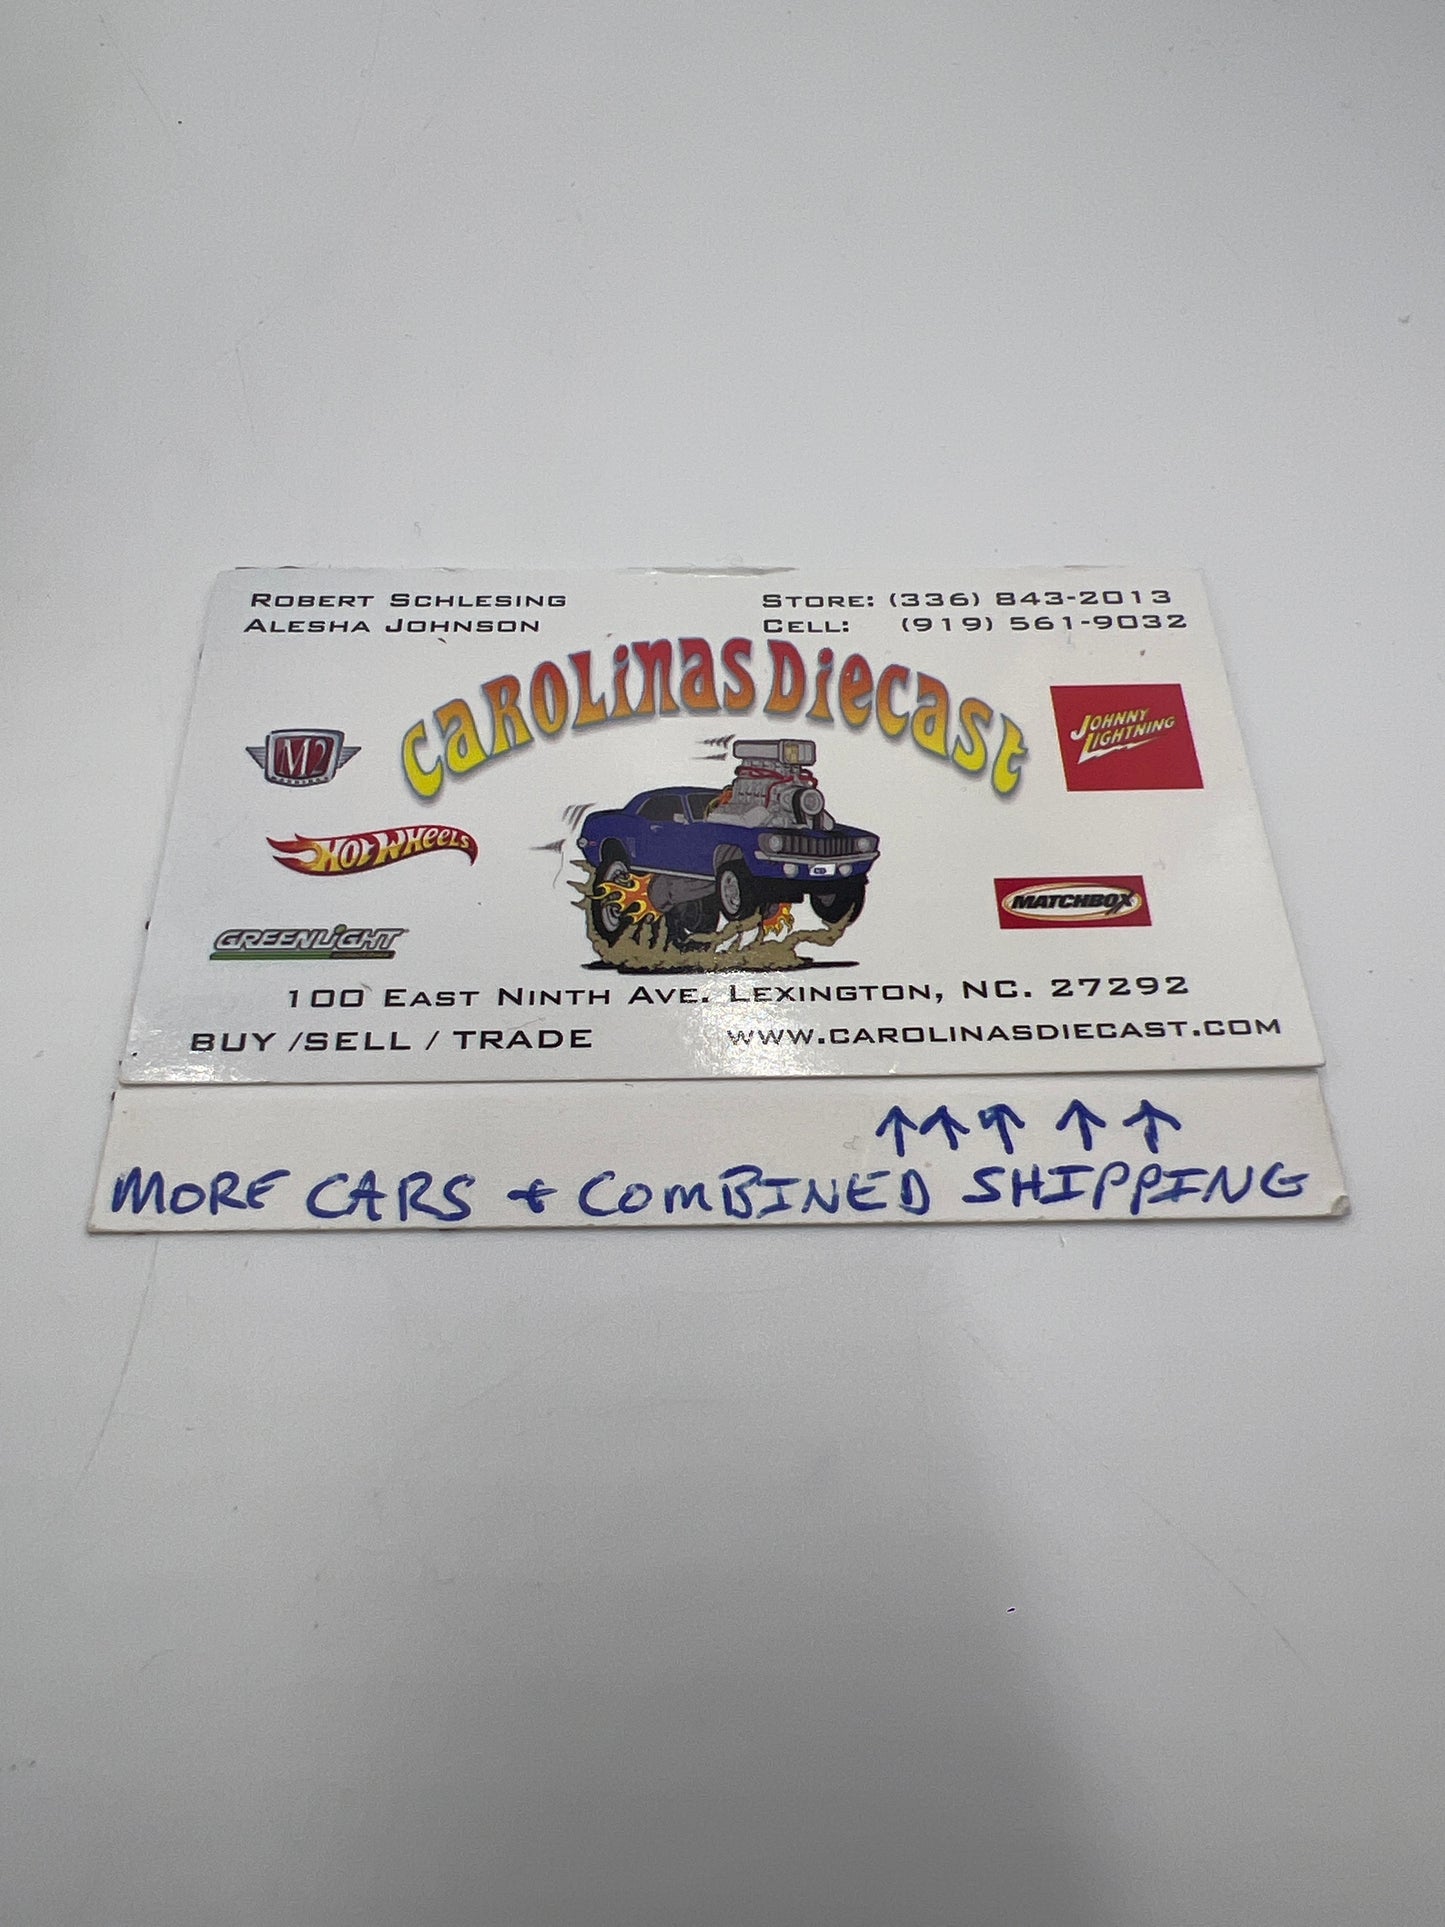 ROBERT SCHLESING
ALESHA JOHNSON
STORE: (336) 843-2013
CELL: (919) 561-9032
CAROLINAS DIECAST
M2
JOHNNY LIGHTNING
HOT WHEELS
MATCHBOX
GREENLIGHT
100 EAST NINTH AVE. LEXINGTON, NC. 27292
BUY /SELL / TRADE
WWW.CAROLINASDIECAST.COM
↑↑↑ ↑ ↑
MORE CARS + COMBINED SHIPPING